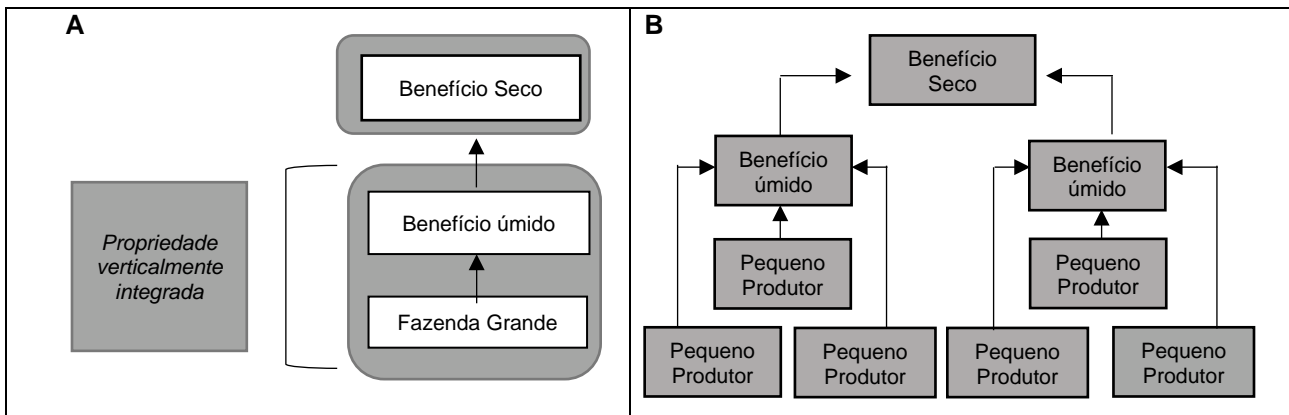 A
Benefício Seco
Benefício úmido
Fazenda Grande
Propriedade
verticalmente
integrada
B
Benefício
Seco
Benefício
úmido
Benefício
úmido
Pequeno
Produtor
Pequeno
Produtor
Pequeno
Produtor
Pequeno
Produtor
Pequeno
Produtor
Pequeno
Produtor